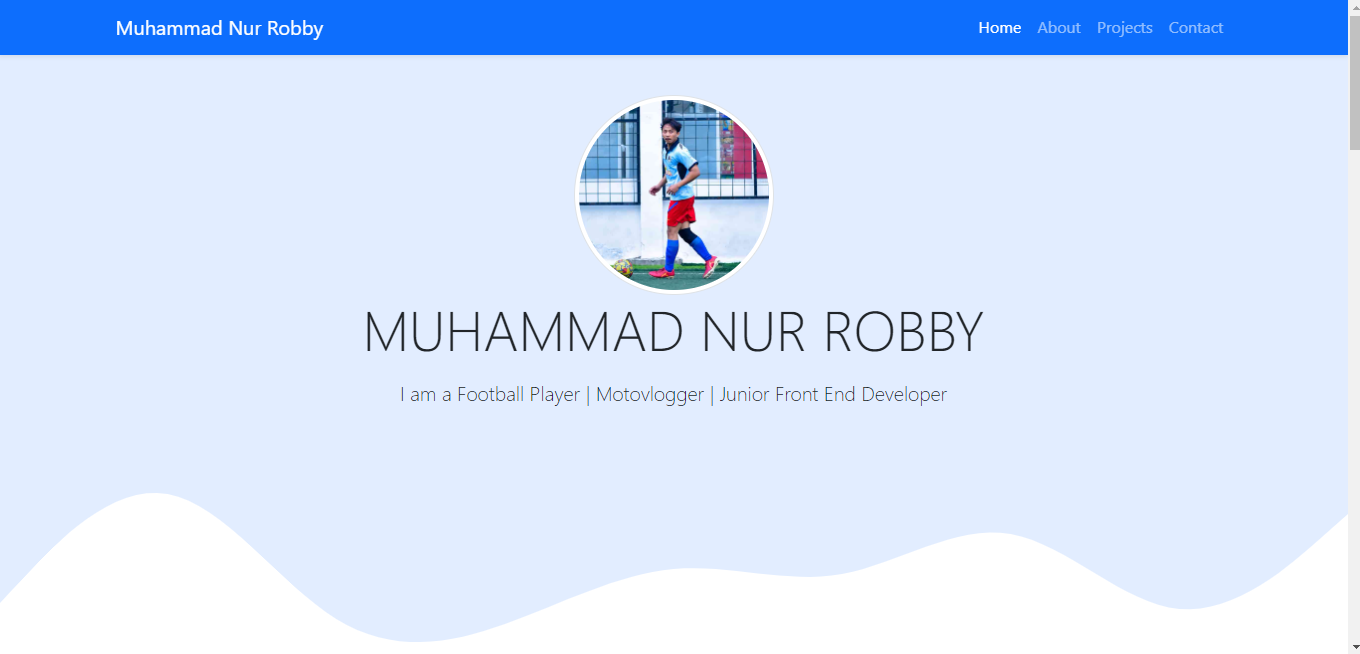 Muhammad Nur Robby
Home About Projects Contact
MUHAMMAD NUR ROBBY
I am a Football Player | Motovlogger | Junior Front End Developer